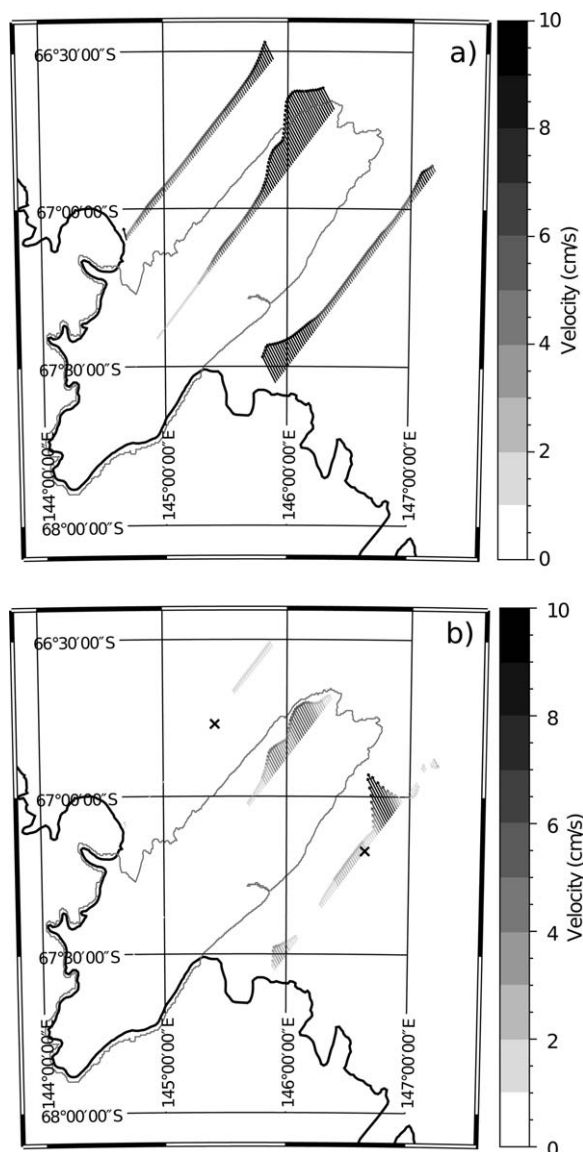 a)
66°30′00″S
67°00′00″S
67°30′00″S
68°00′00″S
144°00′00″E
145°00′00″E
146°00′00″E
147°00′00″E
10
8
6
4
2
0
Velocity (cm/s)
b)
66°30′00″S
67°00′00″S
67°30′00″S
68°00′00″S
144°00′00″E
145°00′00″E
146°00′00″E
147°00′00″E
10
8
6
4
2
0
Velocity (cm/s)